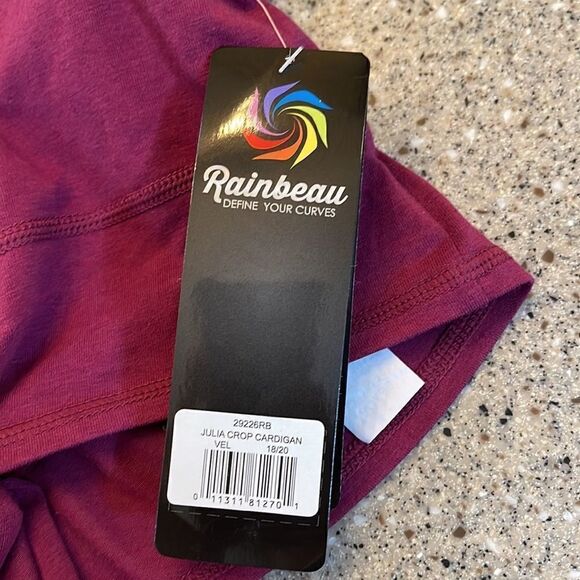 Rainbeau
DEFINE YOUR CURVES
29226RB
JULIA CROP CARDIGAN
VEL 18/20
0 11311 81270 1